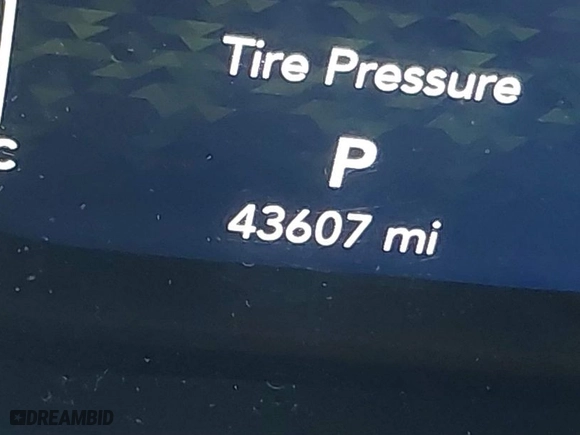 Tire Pressure
P
C
43607 mi
DREAMBID